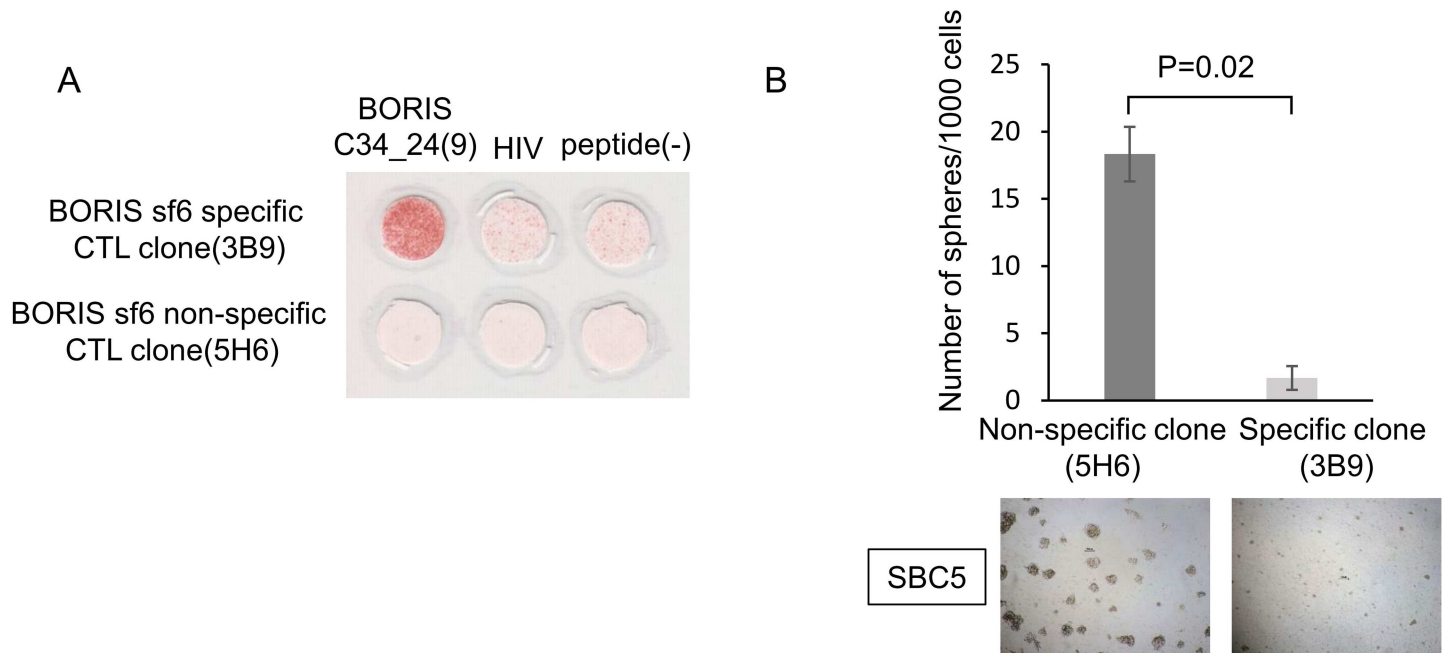 A
BORIS
C34_24(9) HIV peptide(-)
BORIS sf6 specific
CTL clone(3B9)
BORIS sf6 non-specific
CTL clone(5H6)
B
P=0.02
Number of spheres/1000 cells
25
20
15
10
5
0
Non-specific clone
(5H6)
Specific clone
(3B9)
SBC5